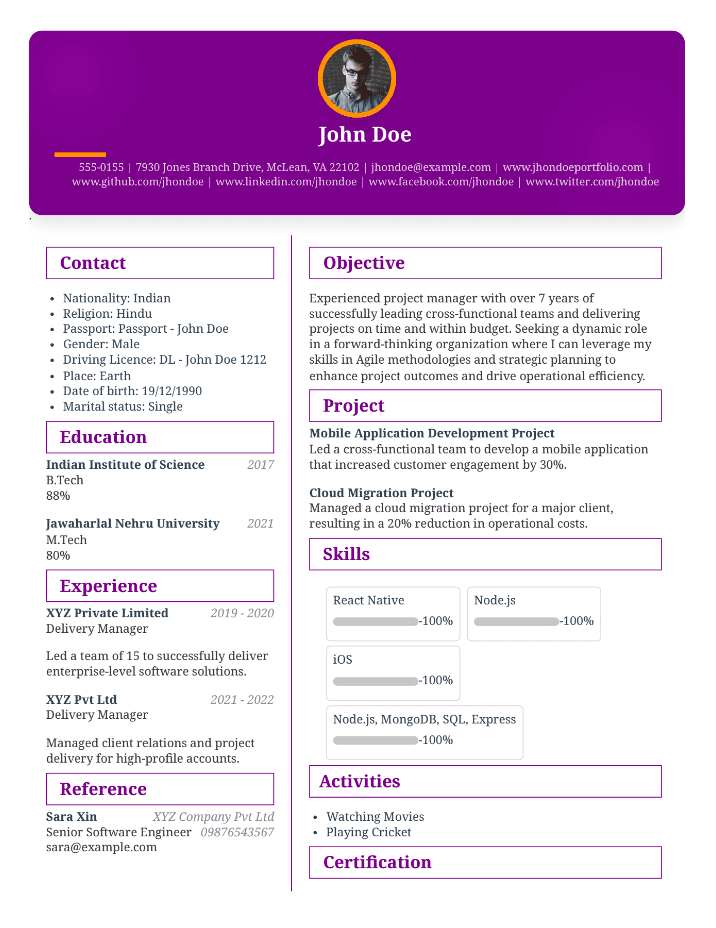 John Doe
555-0155 | 7930 Jones Branch Drive, McLean, VA 22102 | jhondoe@example.com | www.jhondoeportfolio.com |
www.github.com/jhondoe | www.linkedin.com/jhondoe | www.facebook.com/jhondoe | www.twitter.com/jhondoe
.
Contact
• Nationality: Indian
• Religion: Hindu
• Passport: Passport - John Doe
• Gender: Male
• Driving Licence: DL - John Doe 1212
• Place: Earth
• Date of birth: 19/12/1990
• Marital status: Single
Education
Indian Institute of Science 2017
B.Tech
88%
Jawaharlal Nehru University 2021
M.Tech
80%
Experience
XYZ Private Limited 2019 - 2020
Delivery Manager
Led a team of 15 to successfully deliver
enterprise-level software solutions.
XYZ Pvt Ltd 2021 - 2022
Delivery Manager
Managed client relations and project
delivery for high-profile accounts.
Reference
Sara Xin XYZ Company Pvt Ltd
Senior Software Engineer 09876543567
sara@example.com
Objective
Experienced project manager with over 7 years of
successfully leading cross-functional teams and delivering
projects on time and within budget. Seeking a dynamic role
in a forward-thinking organization where I can leverage my
skills in Agile methodologies and strategic planning to
enhance project outcomes and drive operational efficiency.
Project
Mobile Application Development Project
Led a cross-functional team to develop a mobile application
that increased customer engagement by 30%.
Cloud Migration Project
Managed a cloud migration project for a major client,
resulting in a 20% reduction in operational costs.
Skills
React Native
-100%
Node.js
-100%
iOS
-100%
Node.js, MongoDB, SQL, Express
-100%
Activities
• Watching Movies
• Playing Cricket
Certification